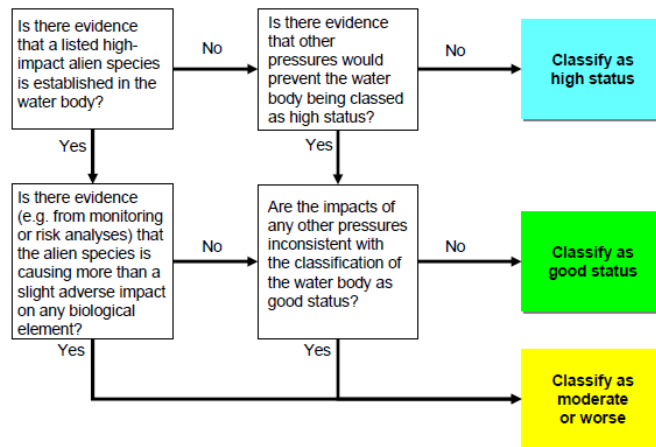 Is there evidence
that a listed high-
impact alien species
is established in the
water body?
No
Is there evidence
that other
pressures would
prevent the water
body being classed
as high status?
No
Classify as
high status
Yes
Yes
Is there evidence
(e.g. from monitoring
or risk analyses) that
the alien species is
causing more than a
slight adverse impact
on any biological
element?
No
Are the impacts of
any other pressures
inconsistent with
the classification of
the water body as
good status?
No
Classify as
good status
Yes
Yes
Classify as
moderate
or worse